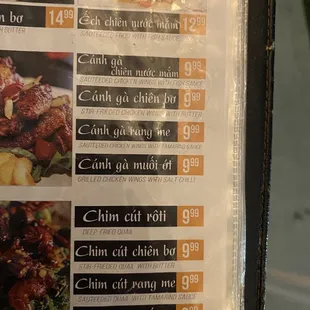 n bơ 14.99
BUTTER
Ếch chiên nước mắm 12.99
Cánh gà
chiên nước mắm 9.99
SAUTEED CHICKEN WINGS WITH FISH SAUCE
Cánh gà chiên bơ 9.99
STIR-FRIED CHICKEN WINGS WITH BUTTER
Cánh gà rang me 9.99
SAUTEED CHICKEN WINGS WITH TAMARIND SAUCE
Cánh gà muối ớt 9.99
GRILLED CHICKEN WINGS WITH SALT CHILI
Chim cút rôti 9.99
DEEP FRIED QUAIL
Chim cút chiên bơ 9.99
STIR-FRIED QUAIL WITH BUTTER
Chim cút rang me 9.99
SAUTEED QUAIL WITH TAMARIND SAUCE